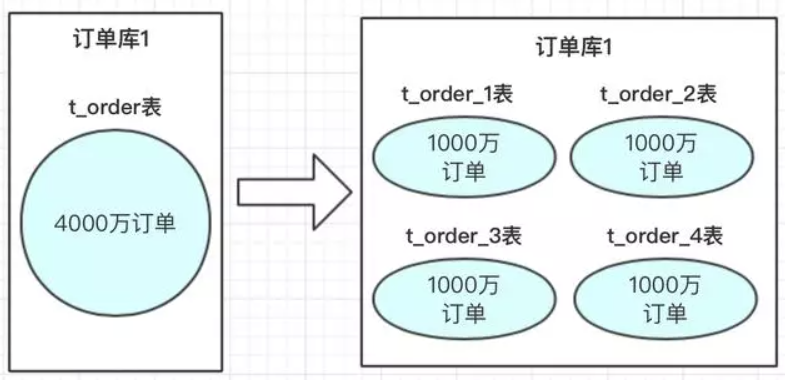 订单库1
t_order表
4000万订单
订单库1
t_order_1表
t_order_2表
1000万
订单
1000万
订单
t_order_3表
t_order_4表
1000万
订单
1000万
订单